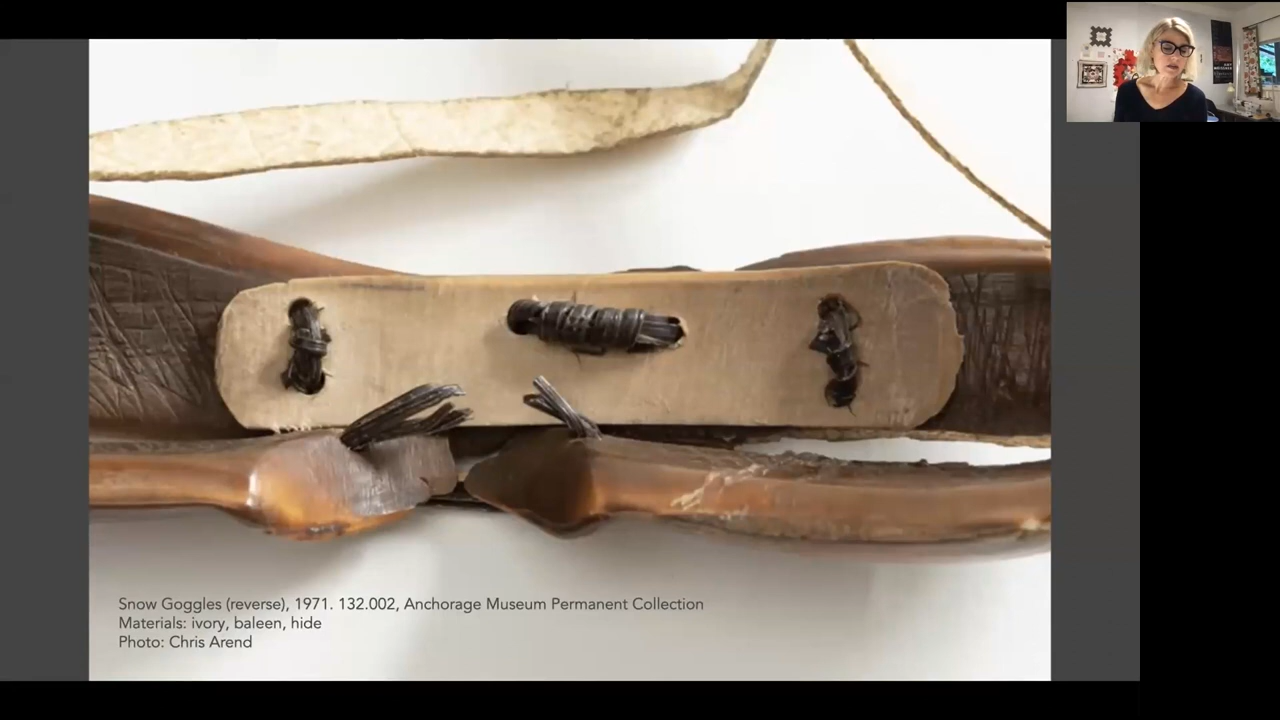 Snow Goggles (reverse), 1971. 132.002, Anchorage Museum Permanent Collection
Materials: ivory, baleen, hide
Photo: Chris Arend